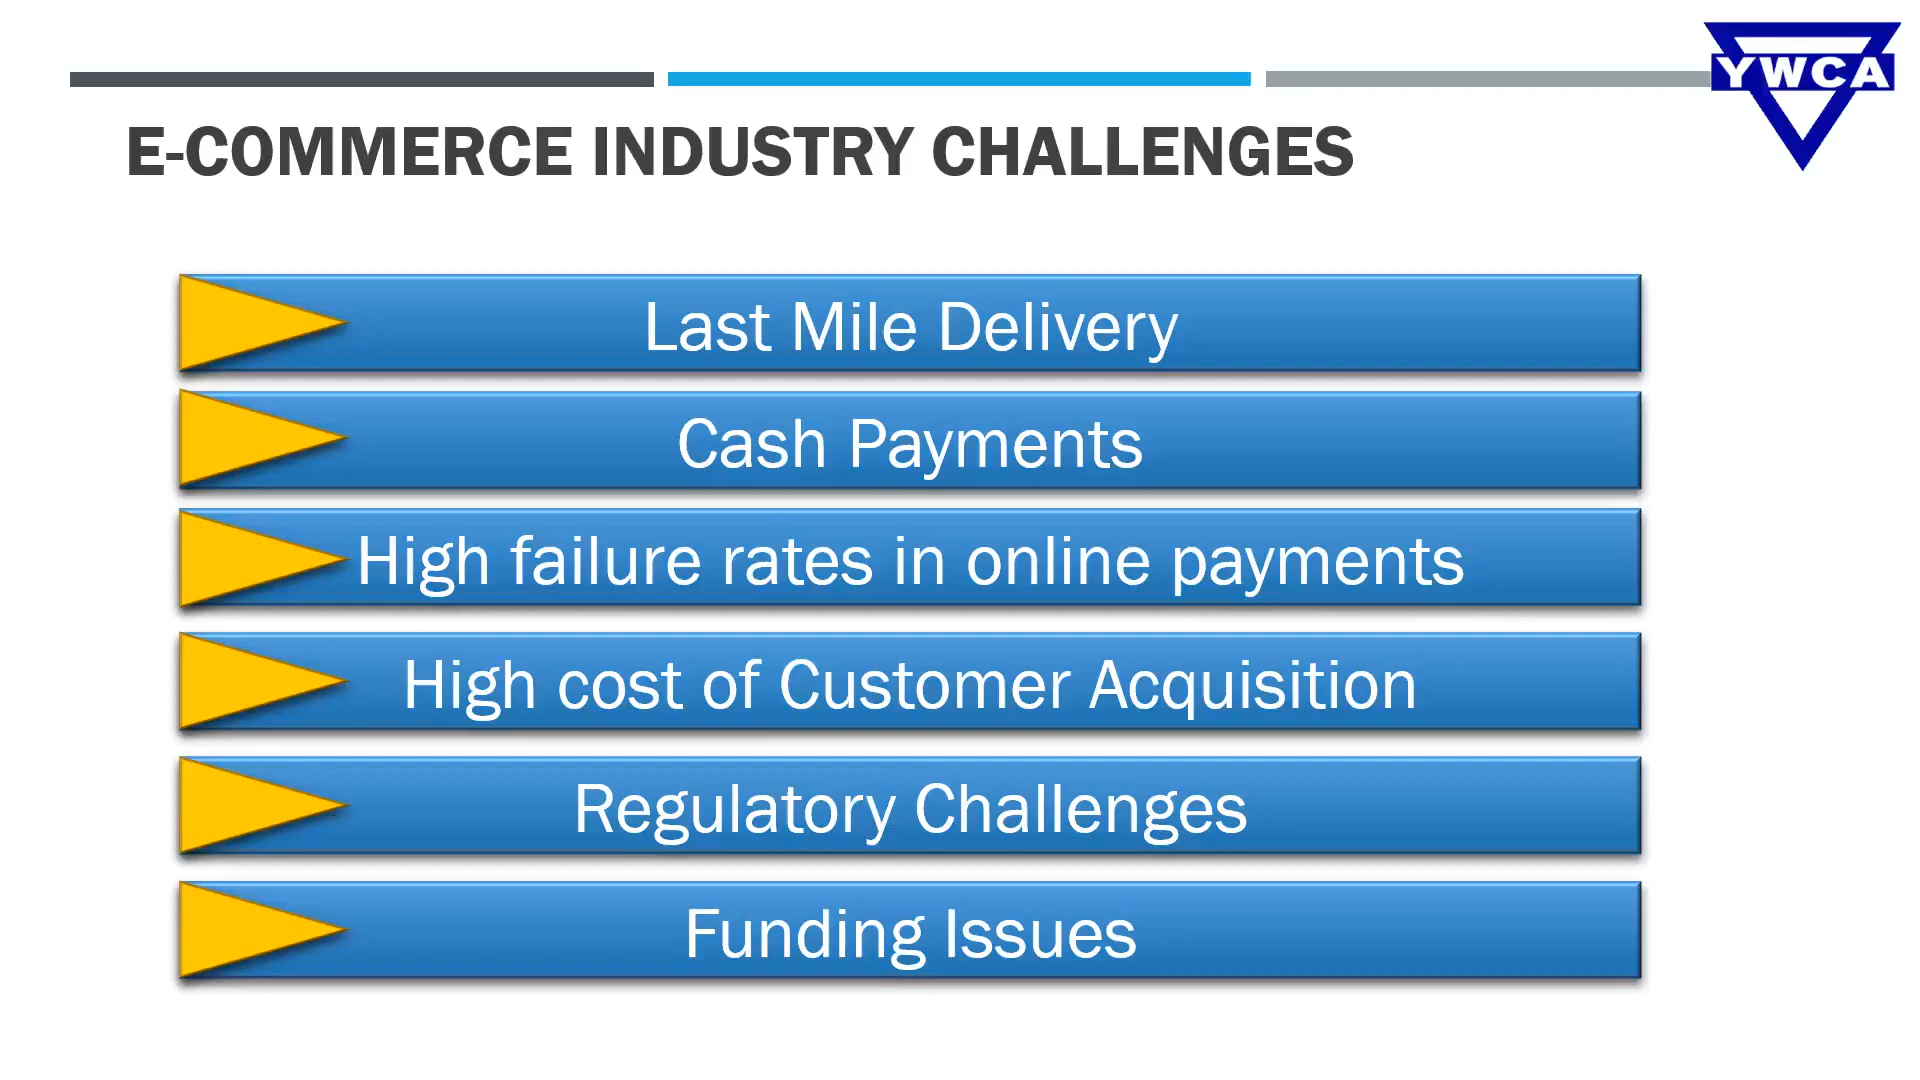 YWCA
E-COMMERCE INDUSTRY CHALLENGES
Last Mile Delivery
Cash Payments
High failure rates in online payments
High cost of Customer Acquisition
Regulatory Challenges
Funding Issues